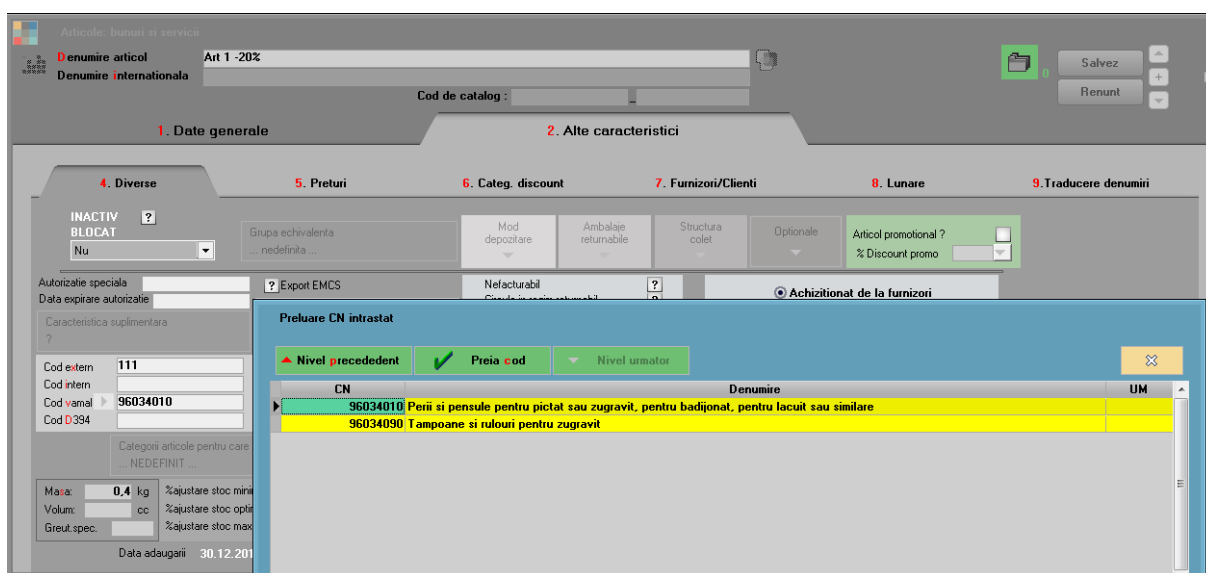 Articole: bunuri si servicii
Denumire articol Art 1 -20%
Denumire internationala
Cod de catalog : _
0
Salvez
Renunt
1. Date generale 2. Alte caracteristici
4. Diverse 5. Preturi 6. Categ. discount 7. Furnizori/Clienti 8. Lunare 9.Traducere denumiri
INACTIV ?
BLOCAT
Nu
Grupa echivalenta
... nedefinita ...
Mod depozitare
Ambalaje returnabile
Structura colet
Optionale
Articol promotional ?
% Discount promo
Autorizatie speciala
Data expirare autorizatie
? Export EMCS
Nefacturabil ?
Achizitionat de la furnizori
Caracteristica suplimentara
?
Cod extern 111
Cod intern
Cod vamal 96034010
Cod D394
Categorii articole pentru care
... NEDEFINIT ...
Masa: 0,4 kg %ajustare stoc mini
Volum: cc %ajustare stoc opti
Greut.spec. %ajustare stoc max
Data adaugarii 30.12.201
Preluare CN intrastat
Nivel precededent Preia cod Nivel urmator
CN Denumire UM
96034010 Perii si pensule pentru pictat sau zugravit, pentru badijonat, pentru lacuit sau similare
96034090 Tampoane si rulouri pentru zugravit